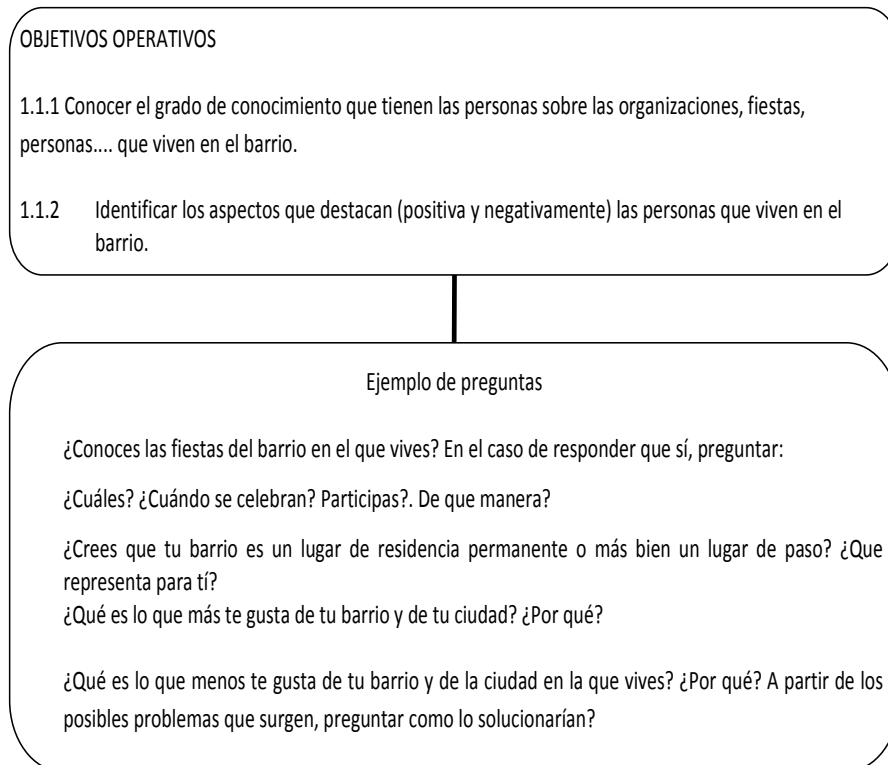 OBJETIVOS OPERATIVOS
1.1.1 Conocer el grado de conocimiento que tienen las personas sobre las organizaciones, fiestas,
personas.... que viven en el barrio.
1.1.2 Identificar los aspectos que destacan (positiva y negativamente) las personas que viven en el
barrio.
Ejemplo de preguntas
¿Conoces las fiestas del barrio en el que vives? En el caso de responder que sí, preguntar:
¿Cuáles? ¿Cuándo se celebran? Participas?. De que manera?
¿Crees que tu barrio es un lugar de residencia permanente o más bien un lugar de paso? ¿Que
representa para tí?
¿Qué es lo que más te gusta de tu barrio y de tu ciudad? ¿Por qué?
¿Qué es lo que menos te gusta de tu barrio y de la ciudad en la que vives? ¿Por qué? A partir de los
posibles problemas que surgen, preguntar como lo solucionarían?